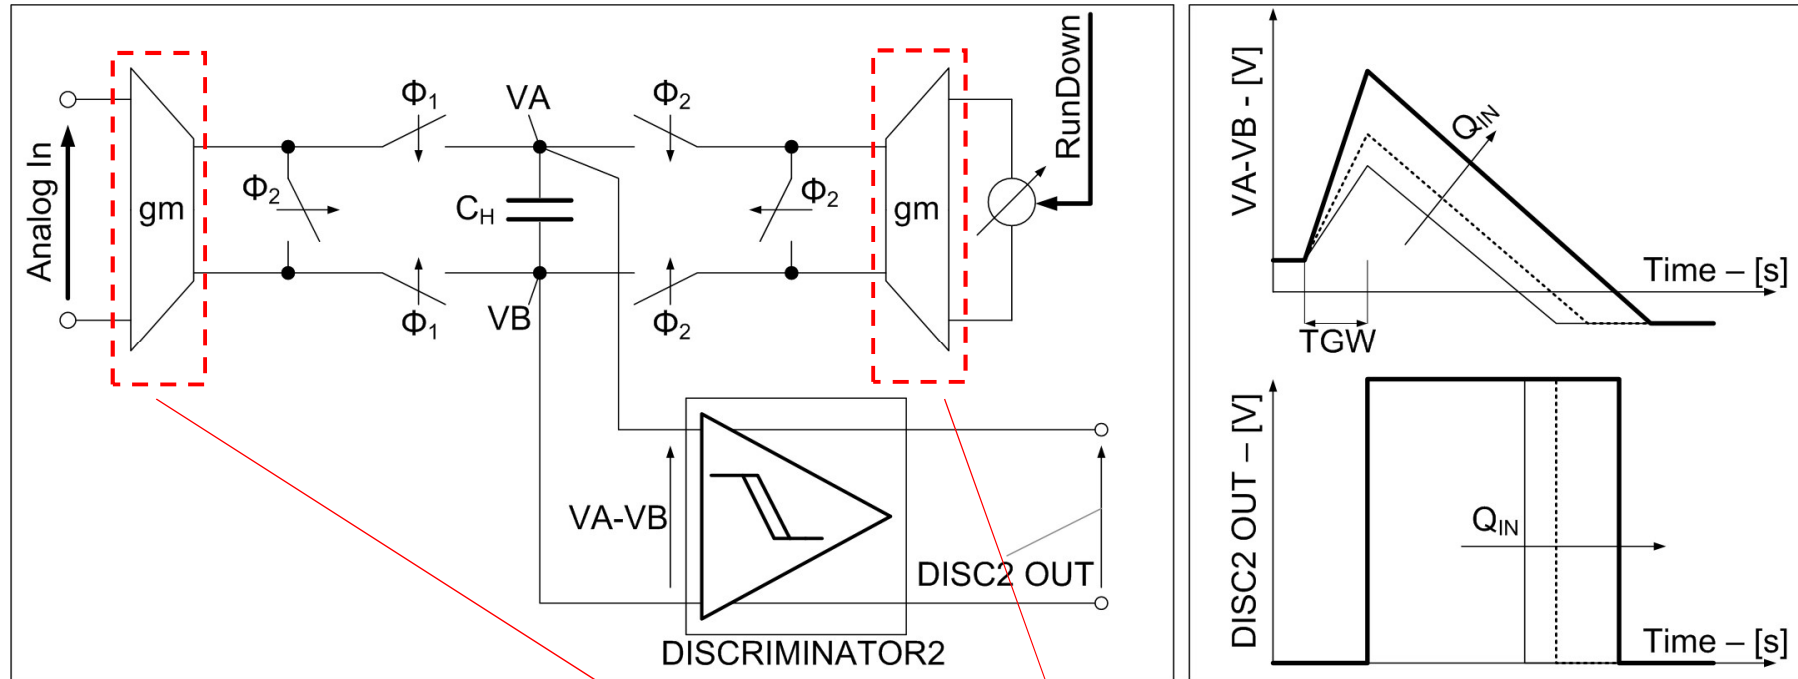 Analog In
gm
Φ2
Φ1
Φ1
VA
CH
VB
Φ2
Φ2
Φ2
gm
RunDown
VA-VB
DISC2 OUT
DISCRIMINATOR2
VA-VB - [V]
QIN
Time – [s]
TGW
DISC2 OUT – [V]
QIN
Time – [s]